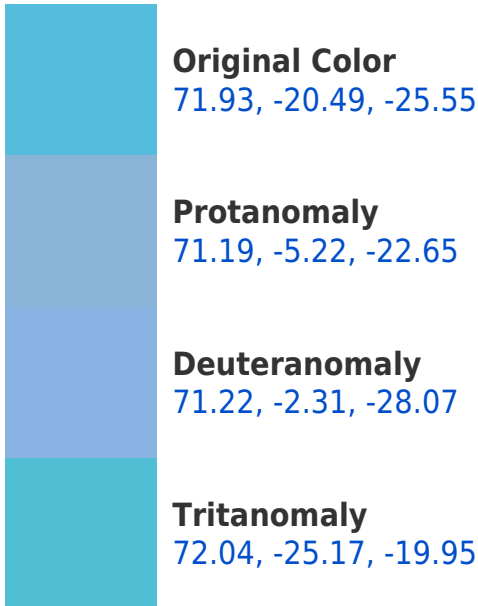 Original Color
71.93, -20.49, -25.55
Protanomaly
71.19, -5.22, -22.65
Deuteranomaly
71.22, -2.31, -28.07
Tritanomaly
72.04, -25.17, -19.95